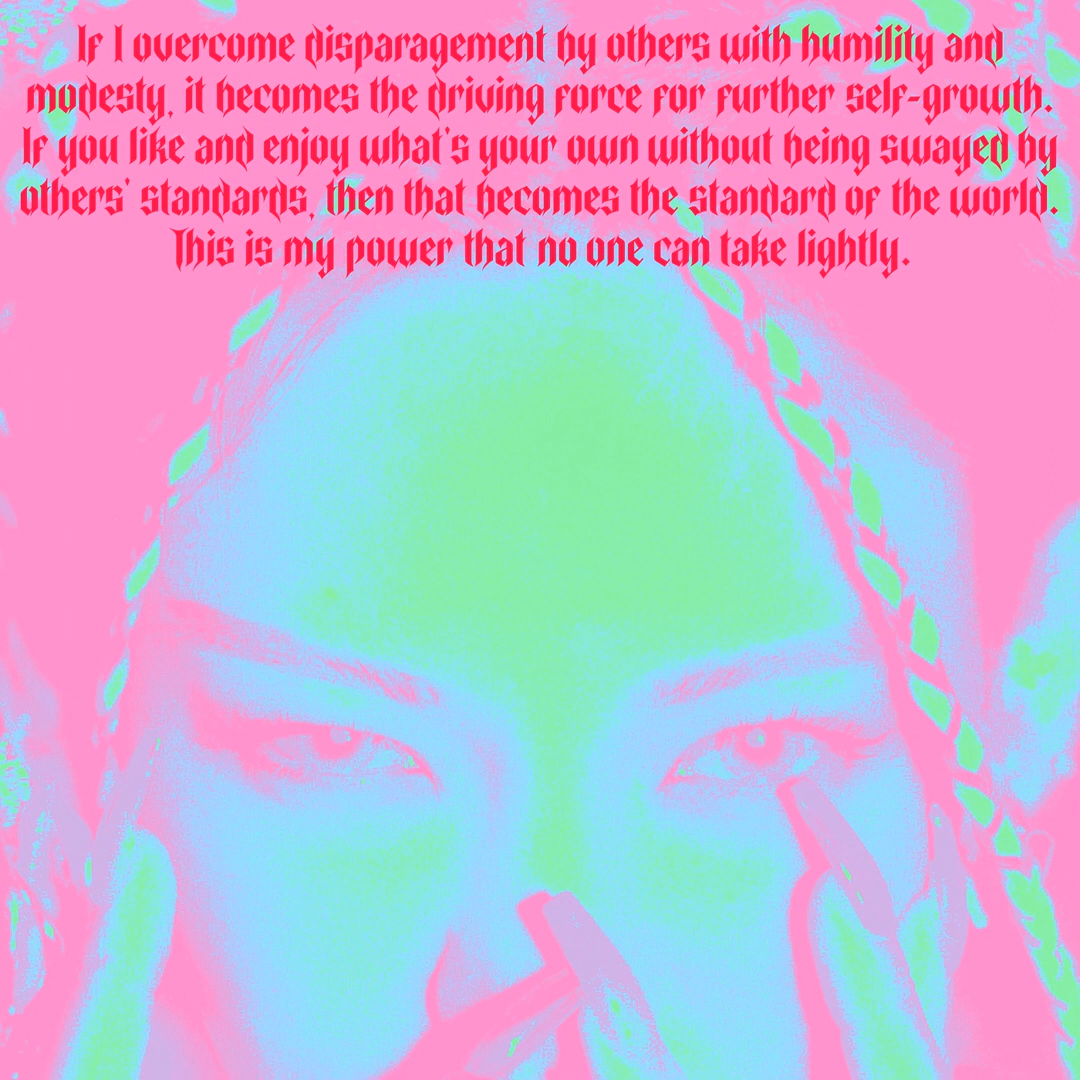 If I overcome disparagement by others with humility and
modesty, it becomes the driving force for further self-growth.
If you like and enjoy what's your own without being swayed by
others' standards, then that becomes the standard of the world.
This is my power that no one can take lightly.